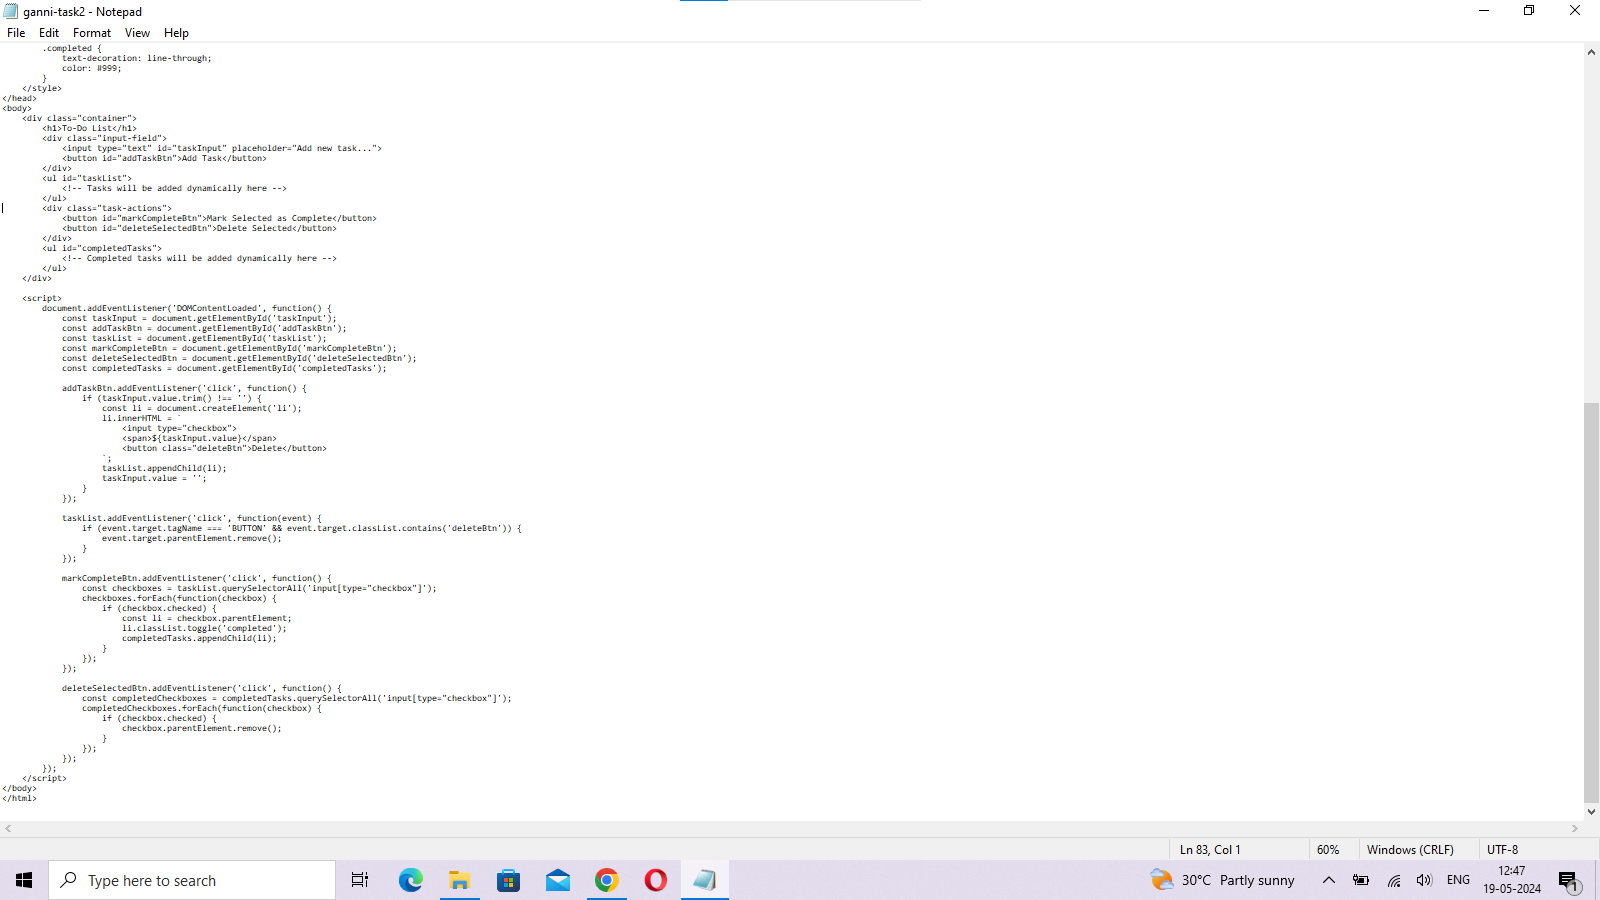 ganni-task2 - Notepad
File Edit Format View Help
        .completed {
            text-decoration: line-through;
            color: #999;
        }
    </style>
</head>
<body>
    <div class="container">
        <h1>To-Do List</h1>
        <div class="input-field">
            <input type="text" id="taskInput" placeholder="Add new task...">
            <button id="addTaskBtn">Add Task</button>
        </div>
        <ul id="taskList">
            <!-- Tasks will be added dynamically here -->
        </ul>
        <div class="task-actions">
            <button id="markCompleteBtn">Mark Selected as Complete</button>
            <button id="deleteSelectedBtn">Delete Selected</button>
        </div>
        <ul id="completedTasks">
            <!-- Completed tasks will be added dynamically here -->
        </ul>
    </div>

    <script>
        document.addEventListener('DOMContentLoaded', function() {
            const taskInput = document.getElementById('taskInput');
            const addTaskBtn = document.getElementById('addTaskBtn');
            const taskList = document.getElementById('taskList');
            const markCompleteBtn = document.getElementById('markCompleteBtn');
            const deleteSelectedBtn = document.getElementById('deleteSelectedBtn');
            const completedTasks = document.getElementById('completedTasks');

            addTaskBtn.addEventListener('click', function() {
                if (taskInput.value.trim() !== '') {
                    const li = document.createElement('li');
                    li.innerHTML = `
                        <input type="checkbox">
                        <span>${taskInput.value}</span>
                        <button class="deleteBtn">Delete</button>
                    `;
                    taskList.appendChild(li);
                    taskInput.value = '';
                }
            });

            taskList.addEventListener('click', function(event) {
                if (event.target.tagName === 'BUTTON' && event.target.classList.contains('deleteBtn')) {
                    event.target.parentElement.remove();
                }
            });

            markCompleteBtn.addEventListener('click', function() {
                const checkboxes = taskList.querySelectorAll('input[type="checkbox"]');
                checkboxes.forEach(function(checkbox) {
                    if (checkbox.checked) {
                        const li = checkbox.parentElement;
                        li.classList.toggle('completed');
                        completedTasks.appendChild(li);
                    }
                });
            });

            deleteSelectedBtn.addEventListener('click', function() {
                const completedCheckboxes = completedTasks.querySelectorAll('input[type="checkbox"]');
                completedCheckboxes.forEach(function(checkbox) {
                    if (checkbox.checked) {
                        checkbox.parentElement.remove();
                    }
                });
            });
        });
    </script>
</body>
</html>
Ln 83, Col 1 60% Windows (CRLF) UTF-8
Type here to search 30°C Partly sunny ENG 12:47
19-05-2024
1